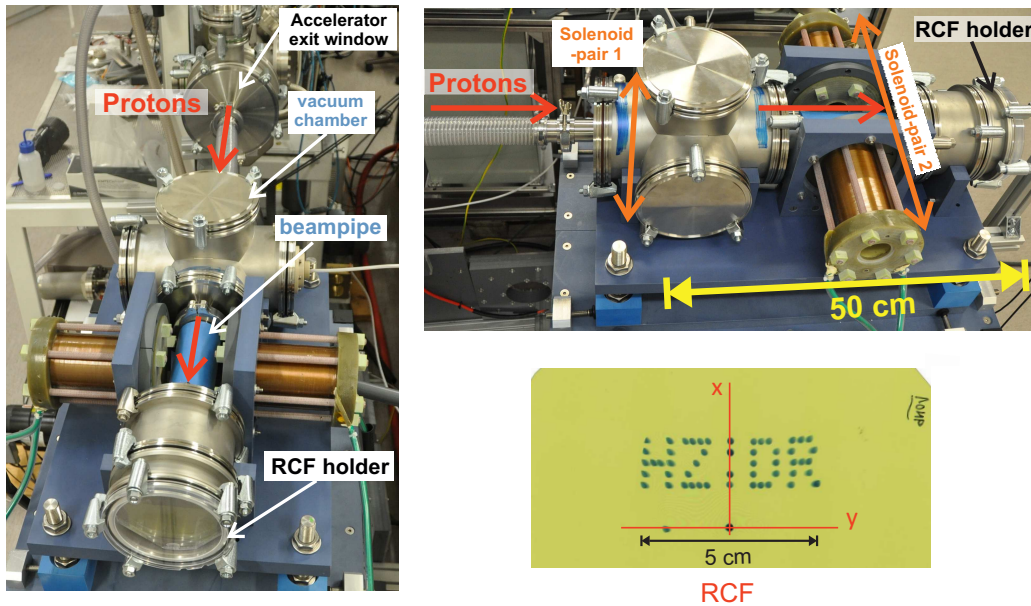 Accelerator
exit window
Protons
vacuum
chamber
beampipe
RCF holder
Solenoid
-pair 1
Protons
Solenoid-pair 2
RCF holder
50 cm
x
HZIDR
y
5 cm
RCF